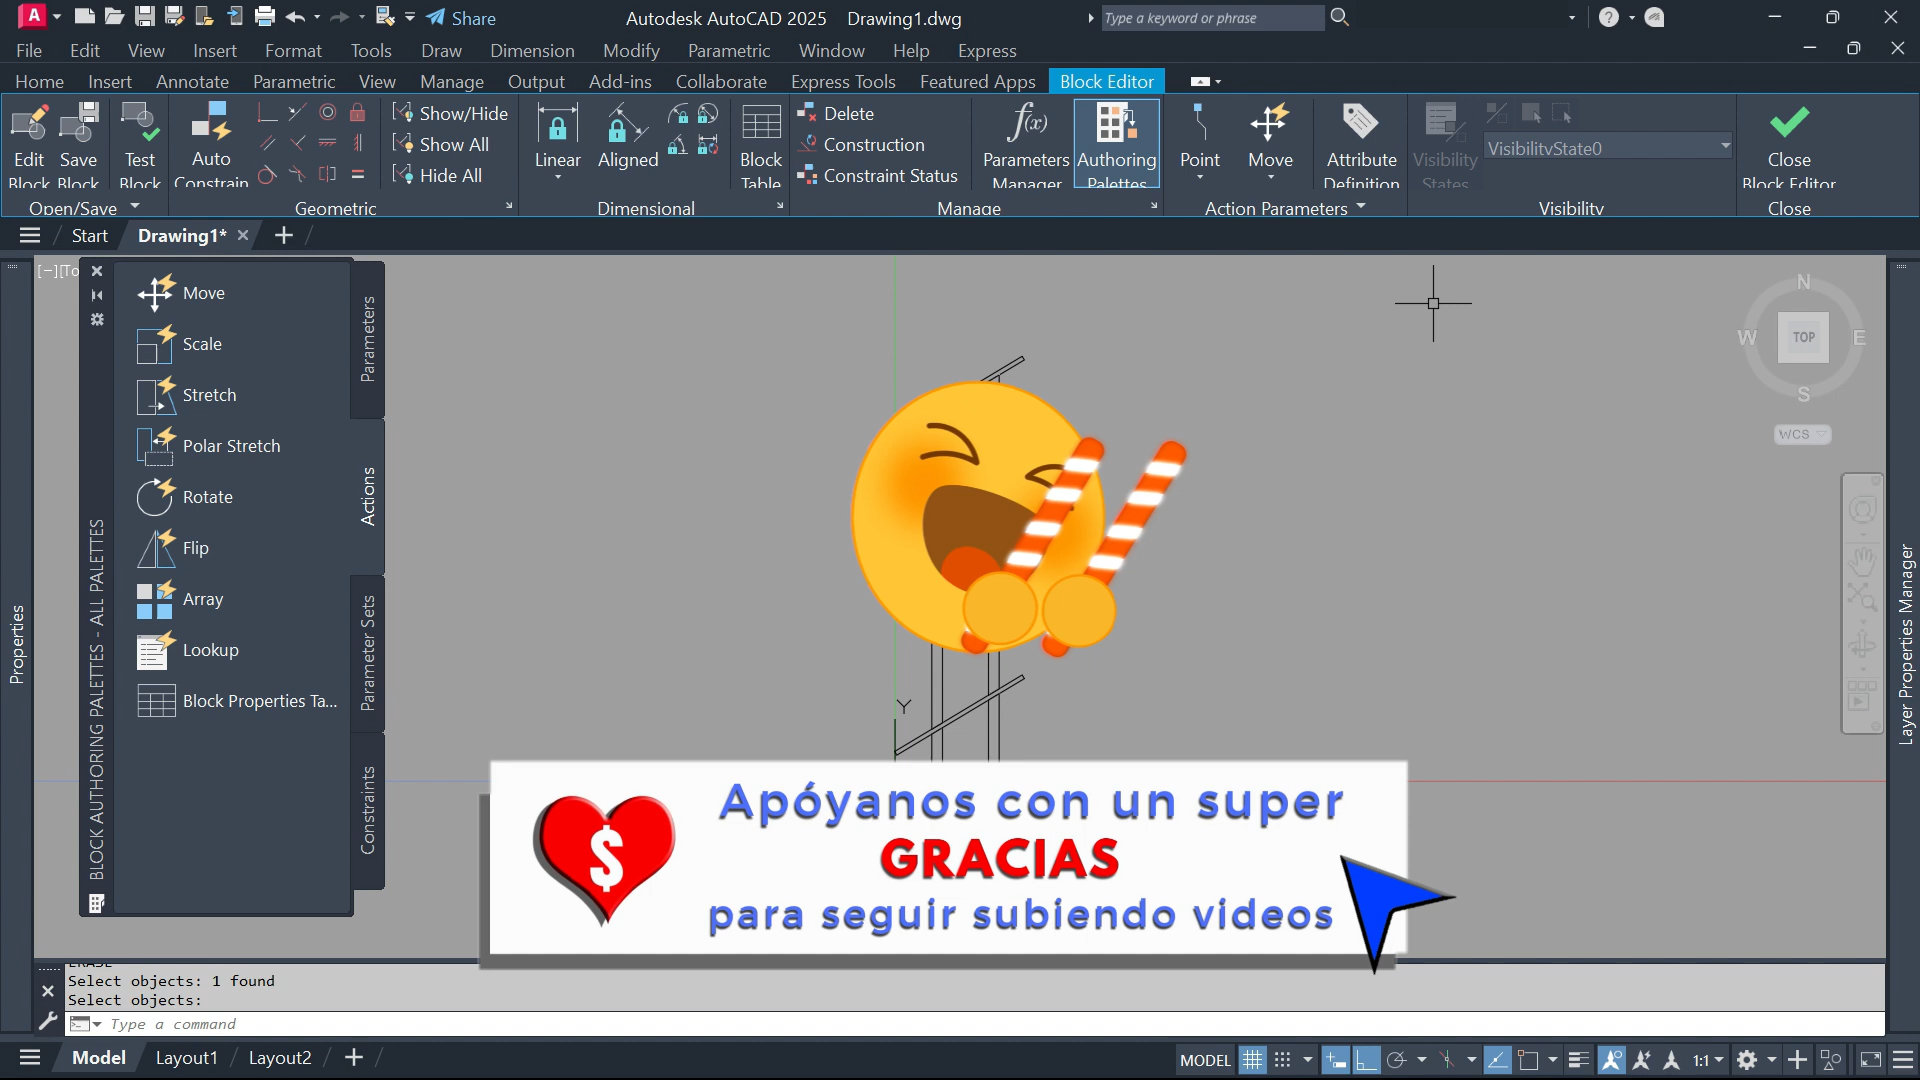 Share
Autodesk AutoCAD 2025 Drawing1.dwg
Type a keyword or phrase
File Edit View Insert Format Tools Draw Dimension Modify Parametric Window Help Express
Home Insert Annotate Parametric View Manage Output Add-ins Collaborate Express Tools Featured Apps Block Editor
Edit
Block
Save
Block
Test
Block
Open/Save
Auto
Constrain
Show/Hide
Show All
Hide All
Geometric
Linear
Aligned
Dimensional
Block
Table
Delete
Construction
Constraint Status
Parameters
Manager
Authoring
Palettes
Manage
Point
Move
Action Parameters
Attribute
Definition
Visibility
States
VisibilityState0
Visibility
Close
Block Editor
Close
Start
Drawing1*
[−][To
Move
Scale
Stretch
Polar Stretch
Rotate
Flip
Array
Lookup
Block Properties Ta...
Parameters
Actions
Parameter Sets
Constraints
BLOCK AUTHORING PALETTES - ALL PALETTES
Properties
Layer Properties Manager
N
W
TOP
E
S
WCS
Y
Apóyanos con un super
$
GRACIAS
para seguir subiendo videos
ERASE
Select objects: 1 found
Select objects:
Type a command
Model
Layout1
Layout2
MODEL
1:1